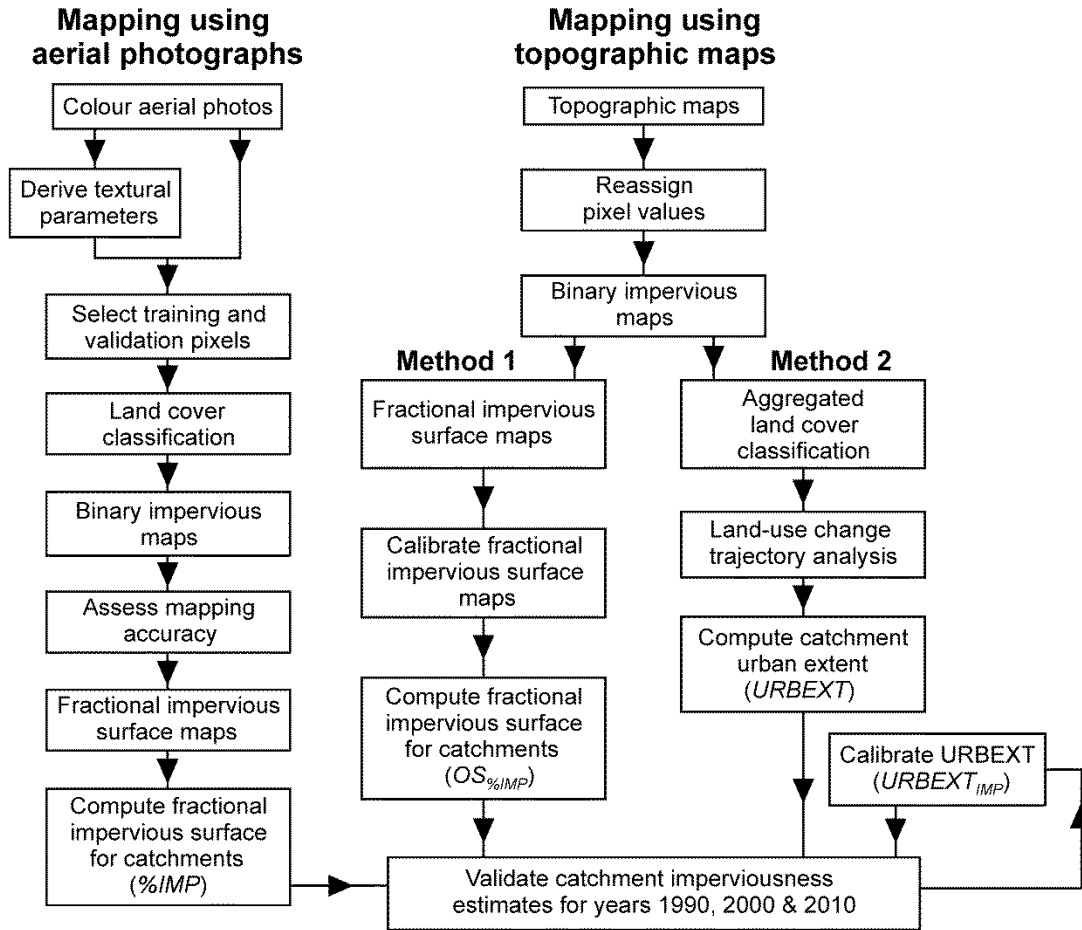 Mapping using
aerial photographs
Colour aerial photos
Derive textural
parameters
Select training and
validation pixels
Land cover
classification
Binary impervious
maps
Assess mapping
accuracy
Fractional impervious
surface maps
Compute fractional
impervious surface
for catchments
(%IMP)
Mapping using
topographic maps
Topographic maps
Reassign
pixel values
Binary impervious
maps
Method 1
Fractional impervious
surface maps
Calibrate fractional
impervious surface
maps
Compute fractional
impervious surface
for catchments
(OS%IMP)
Method 2
Aggregated
land cover
classification
Land-use change
trajectory analysis
Compute catchment
urban extent
(URBEXT)
Calibrate URBEXT
(URBEXTIMP)
Validate catchment imperviousness
estimates for years 1990, 2000 & 2010